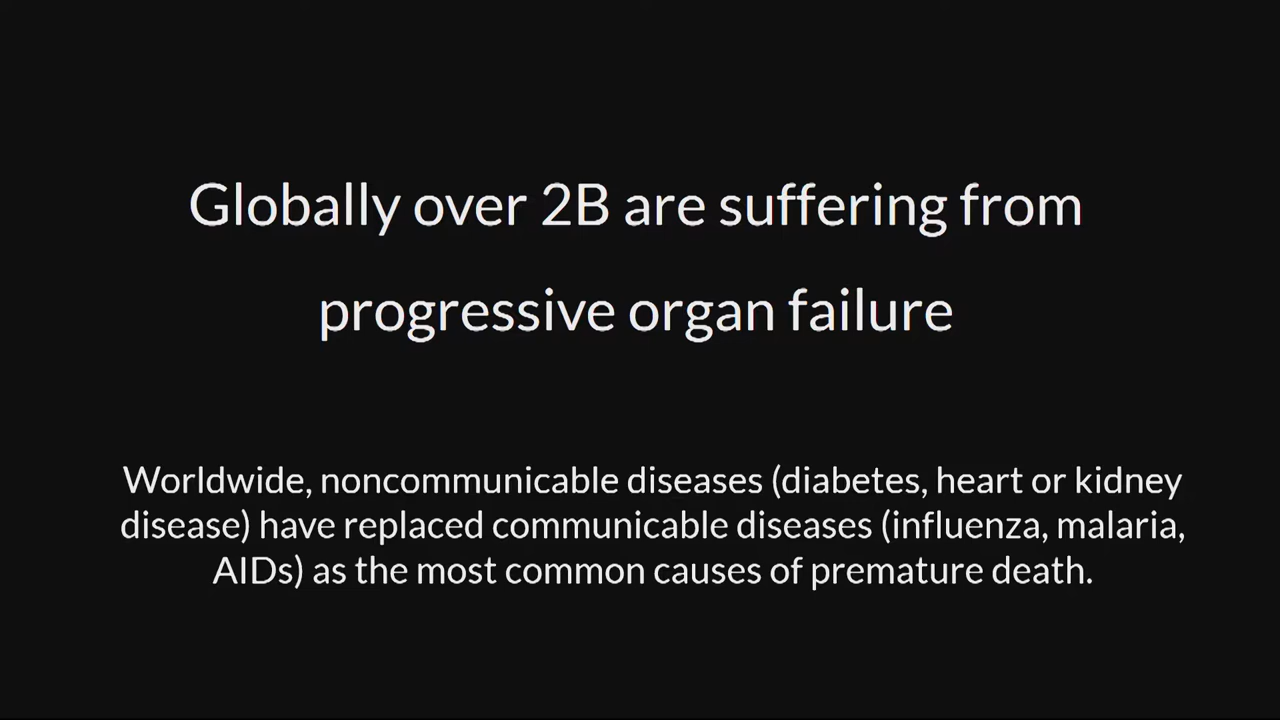 Globally over 2B are suffering from
progressive organ failure
Worldwide, noncommunicable diseases (diabetes, heart or kidney
disease) have replaced communicable diseases (influenza, malaria,
AIDs) as the most common causes of premature death.